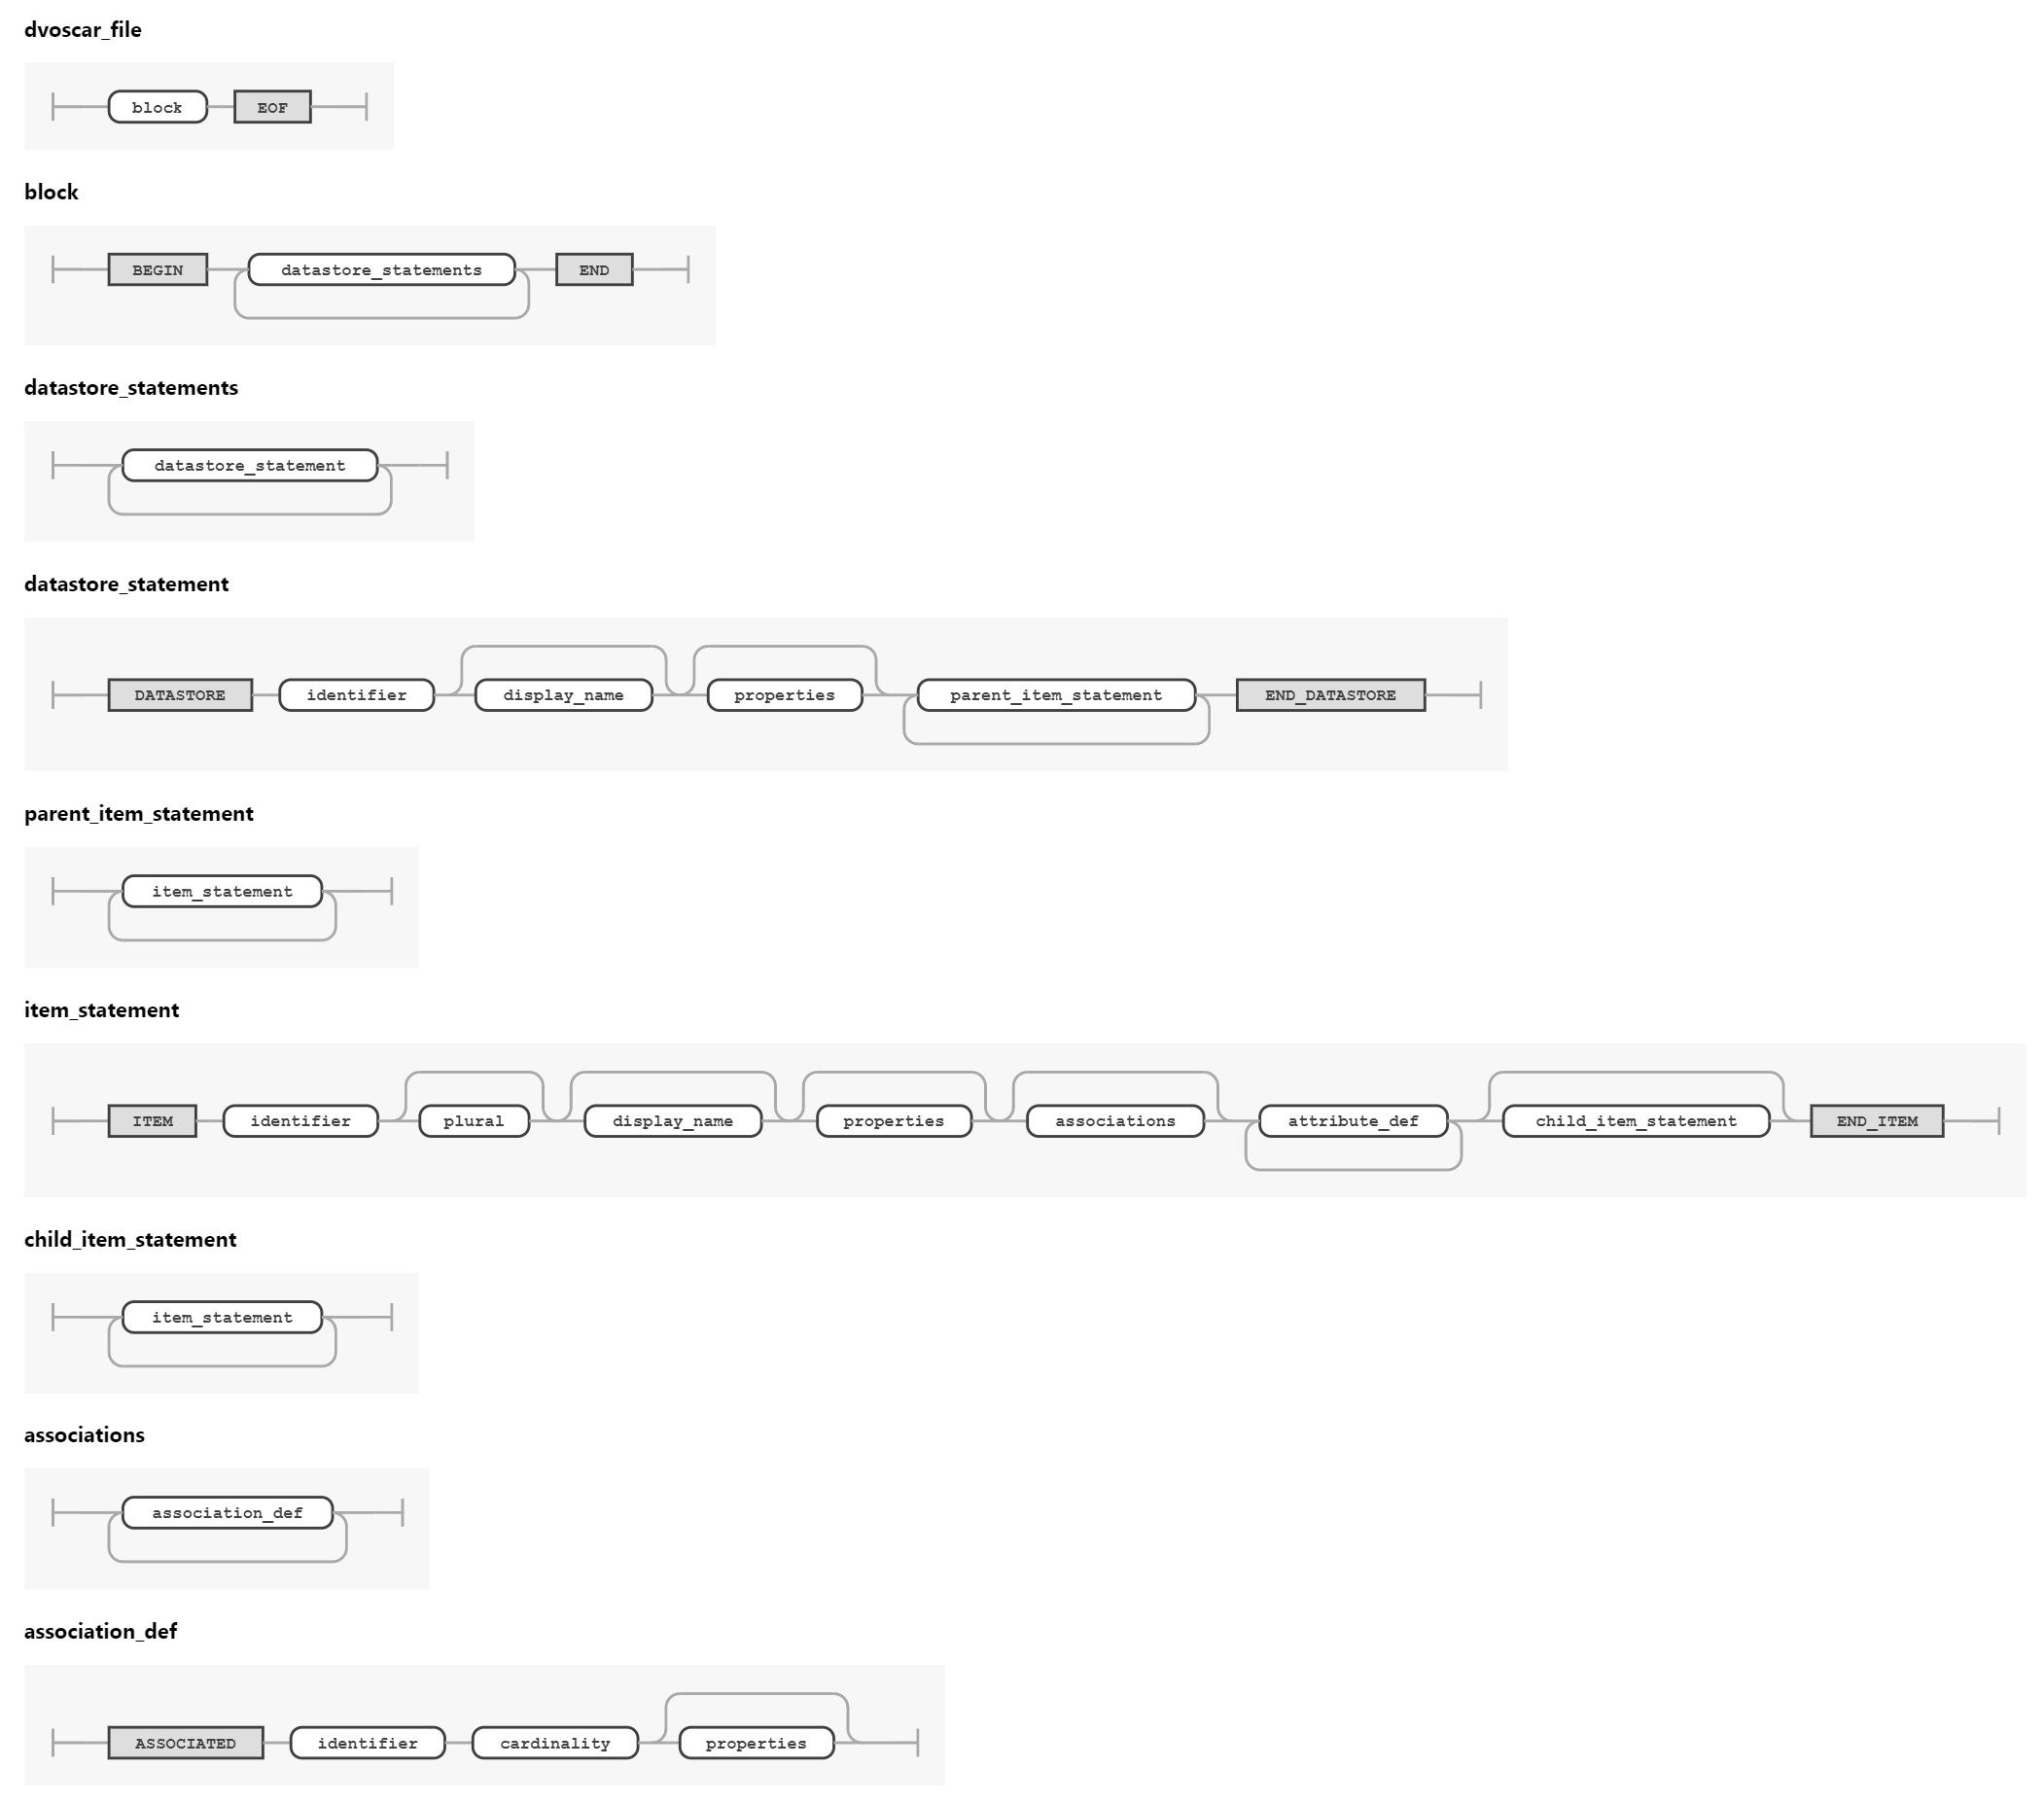 dvoscar_file
block EOF
block
BEGIN datastore_statements END
datastore_statements
datastore_statement
datastore_statement
DATASTORE identifier display_name properties parent_item_statement END_DATASTORE
parent_item_statement
item_statement
item_statement
ITEM identifier plural display_name properties associations attribute_def child_item_statement END_ITEM
child_item_statement
item_statement
associations
association_def
association_def
ASSOCIATED identifier cardinality properties